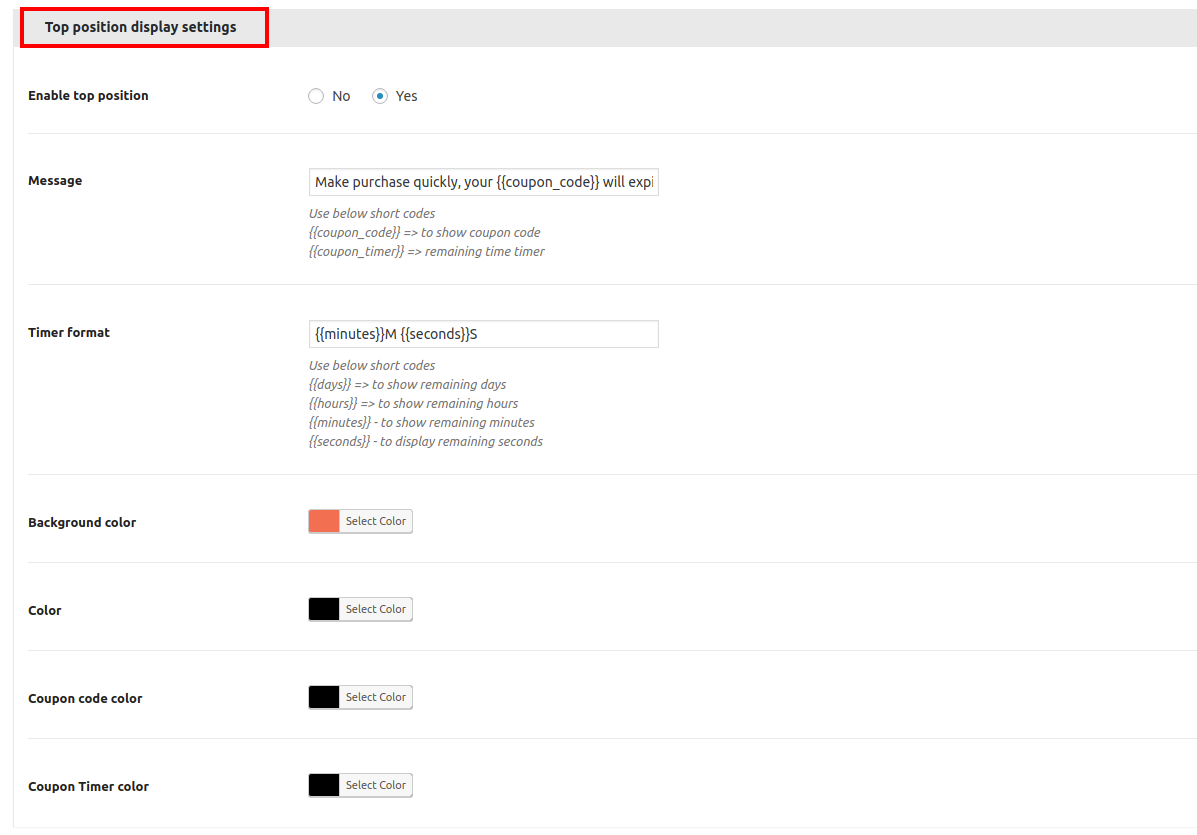 Top position display settings
Enable top position
No Yes
Message
Make purchase quickly, your {{coupon_code}} will expi
Use below short codes
{{coupon_code}} => to show coupon code
{{coupon_timer}} => remaining time timer
Timer format
{{minutes}}M {{seconds}}S
Use below short codes
{{days}} => to show remaining days
{{hours}} => to show remaining hours
{{minutes}} - to show remaining minutes
{{seconds}} - to display remaining seconds
Background color
Select Color
Color
Select Color
Coupon code color
Select Color
Coupon Timer color
Select Color